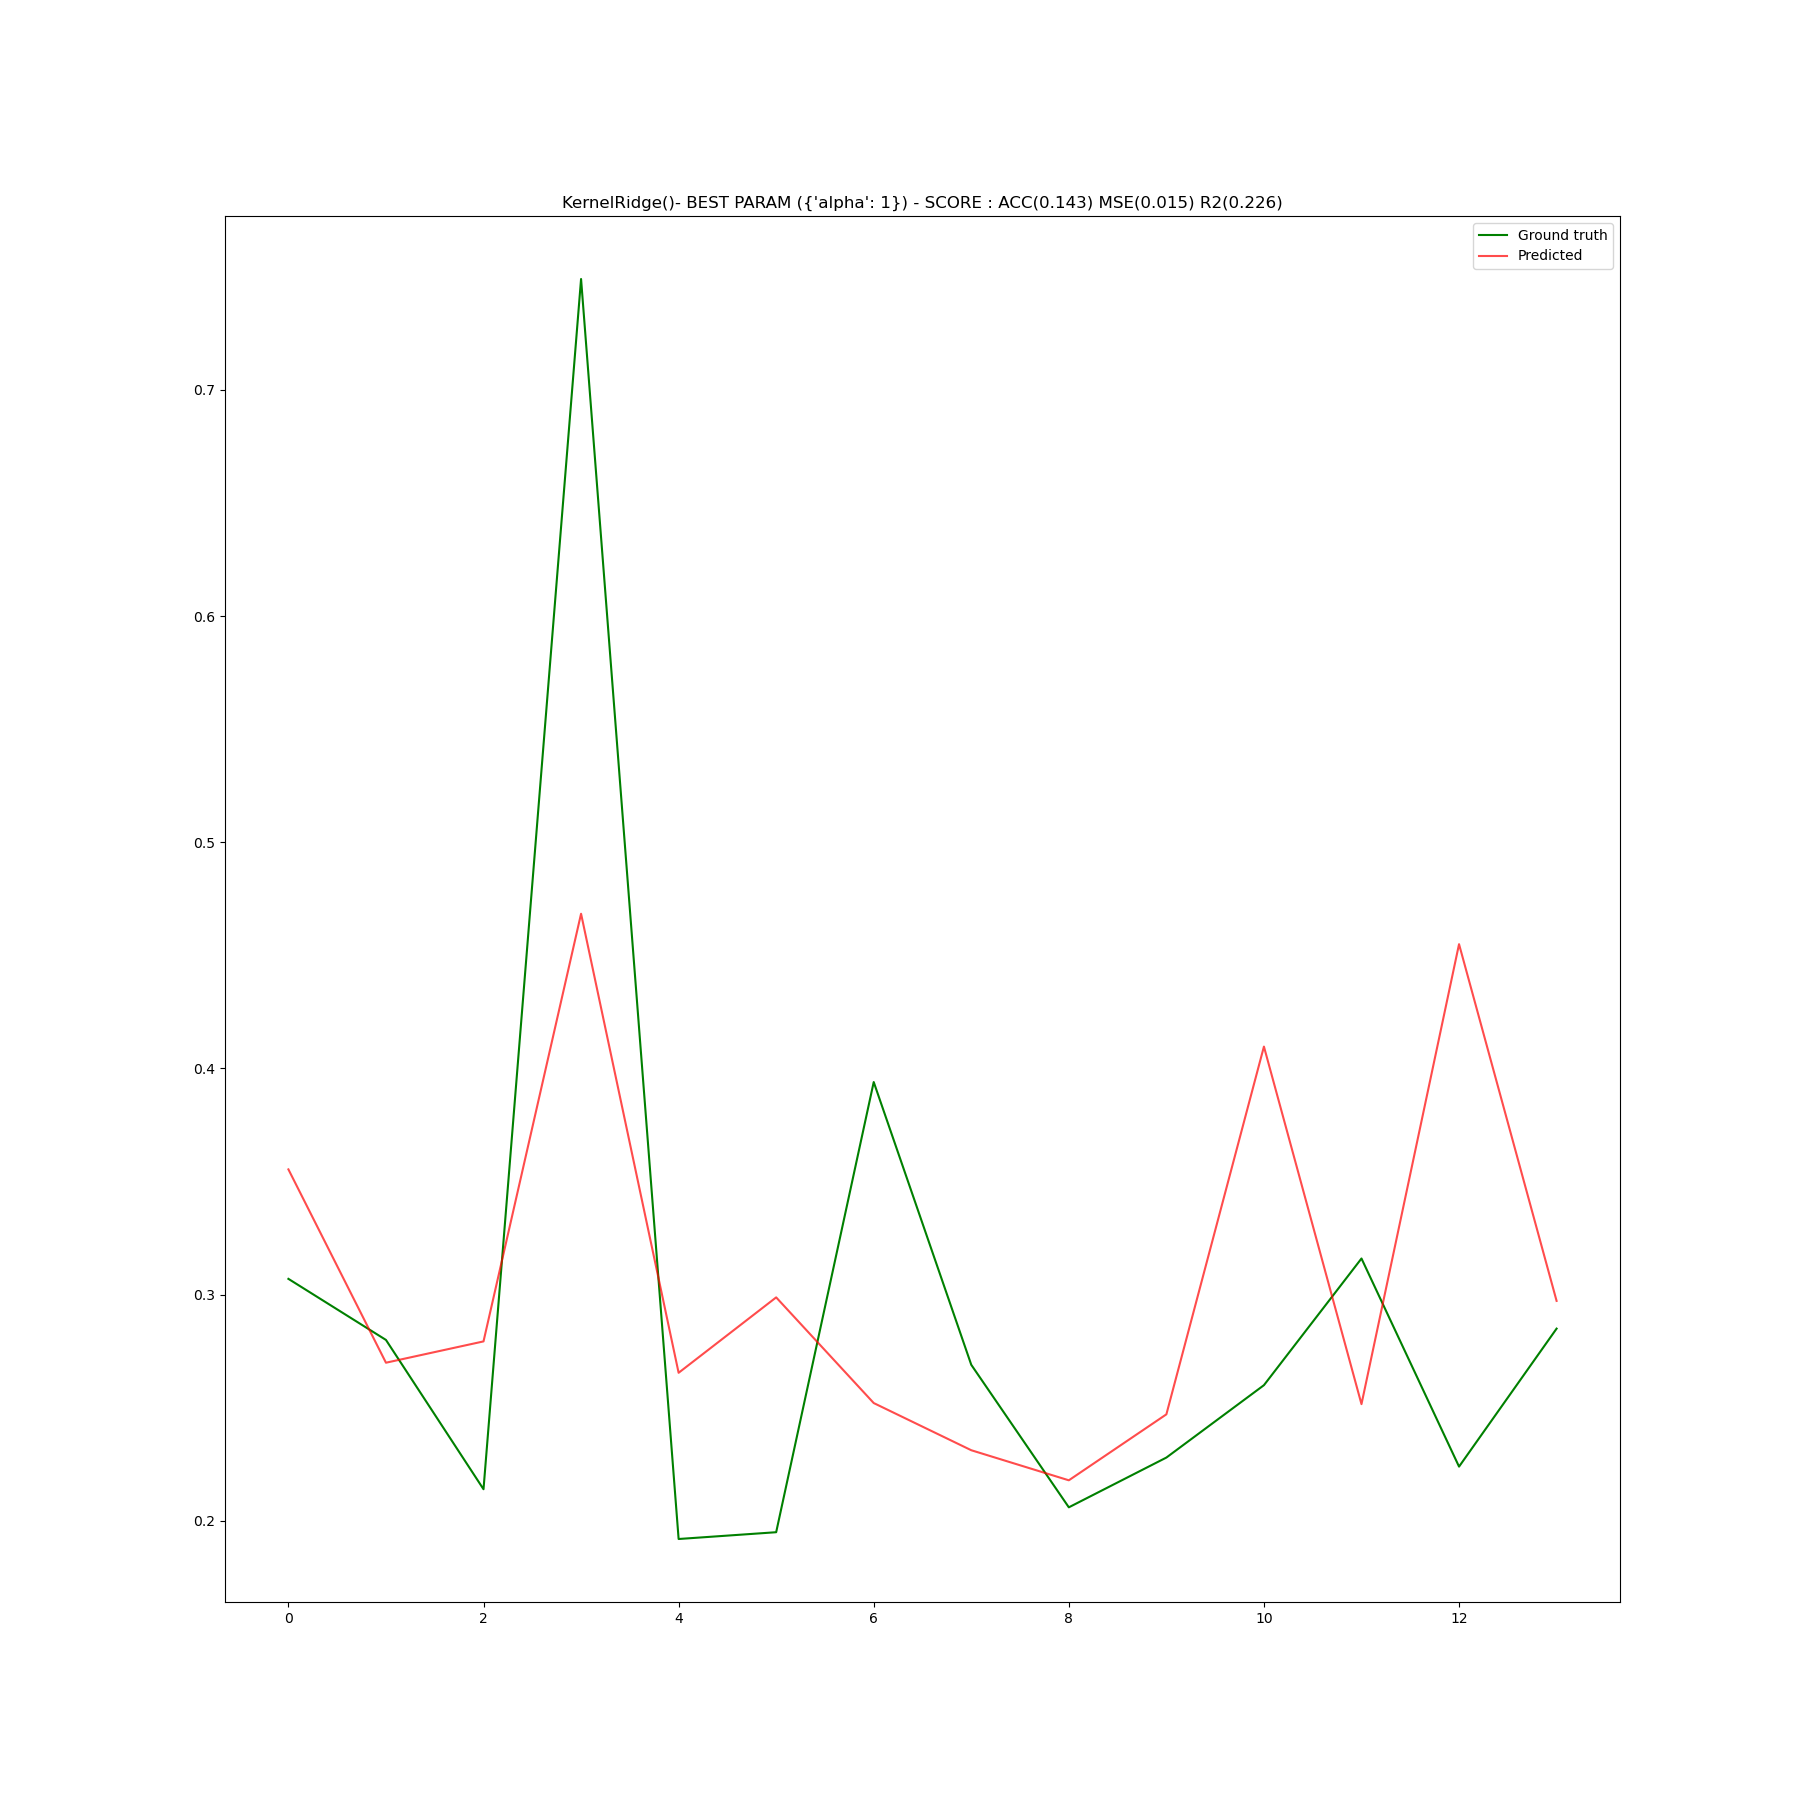 KernelRidge()- BEST PARAM ({'alpha': 1}) - SCORE : ACC(0.143) MSE(0.015) R2(0.226)
Ground truth
Predicted
0.7
0.6
0.5
0.4
0.3
0.2
0 2 4 6 8 10 12